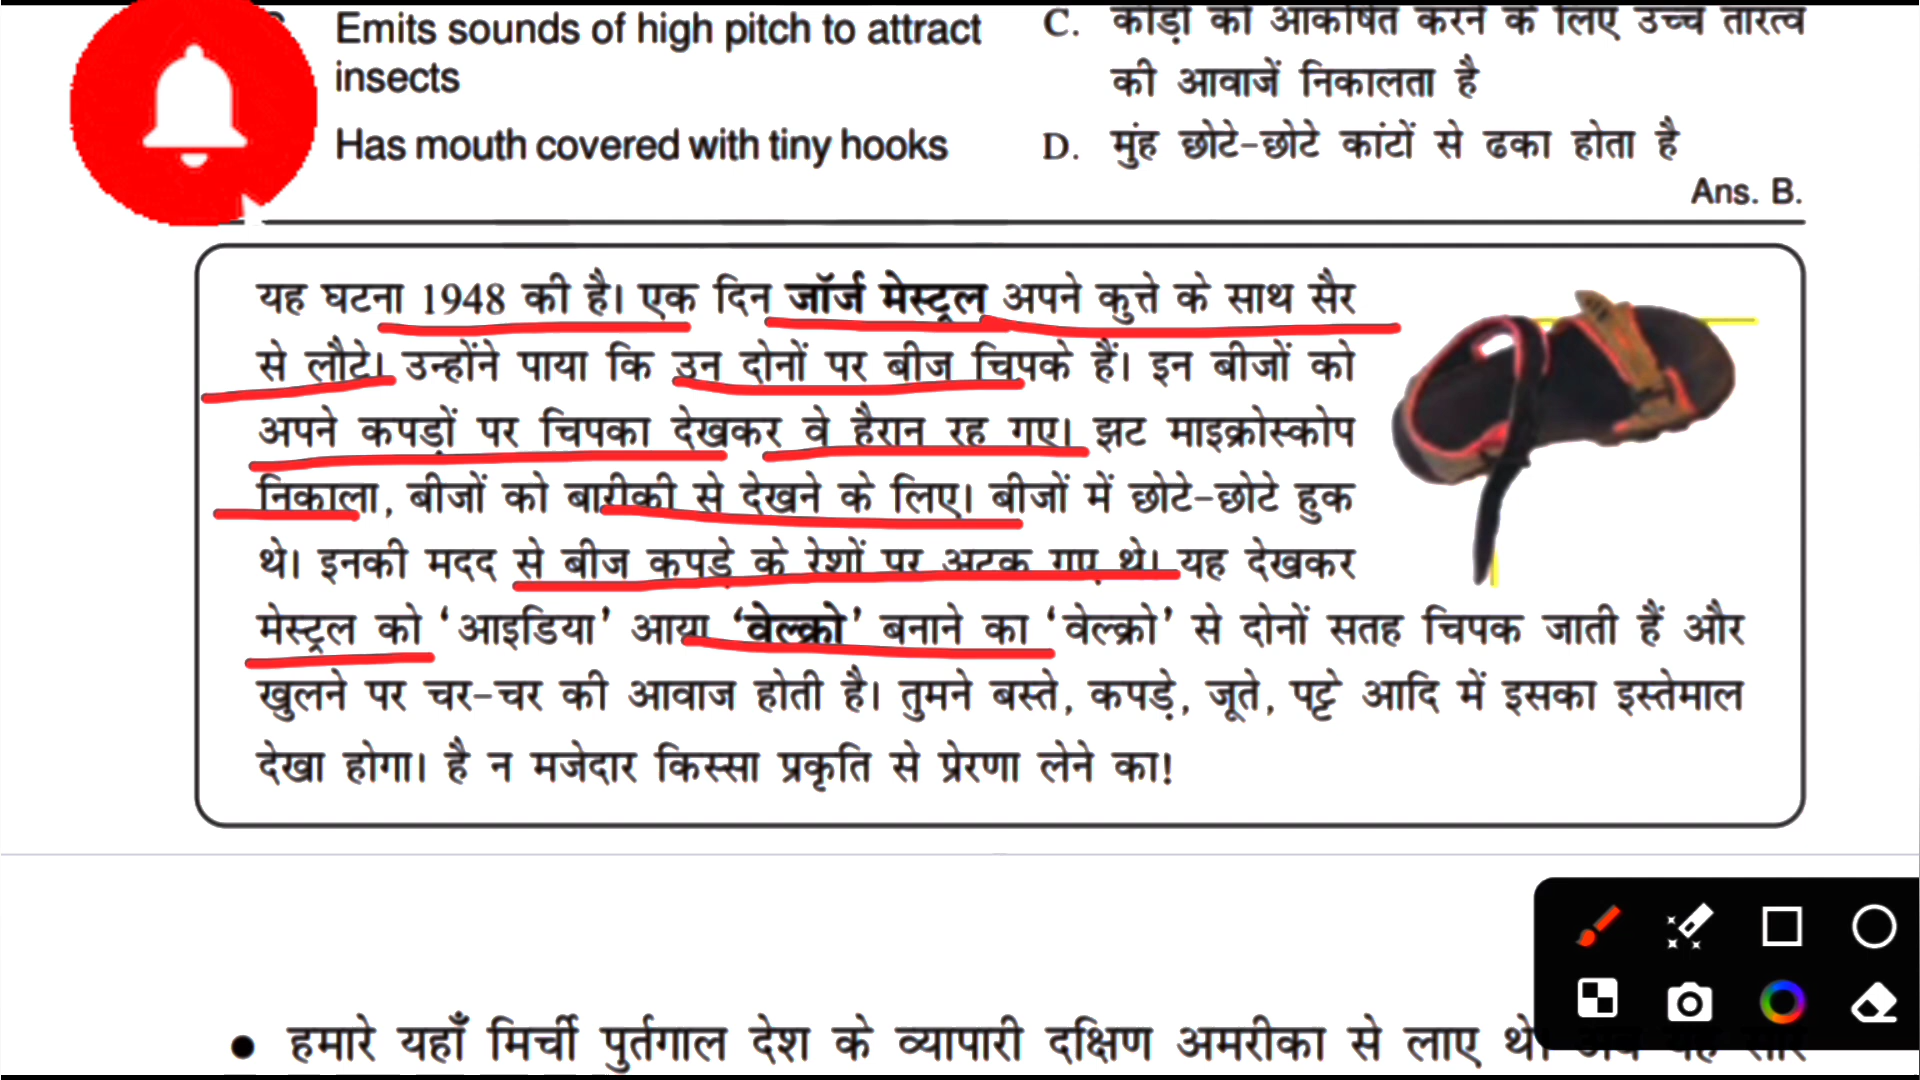 Emits sounds of high pitch to attract
insects
Has mouth covered with tiny hooks
C. कीड़ों को आकर्षित करने के लिए उच्च तारत्व
की आवाजें निकालता है
D. मुंह छोटे-छोटे कांटों से ढका होता है
Ans. B.
यह घटना 1948 की है। एक दिन जॉर्ज मेस्ट्रल अपने कुत्ते के साथ सैर
से लौटे। उन्होंने पाया कि उन दोनों पर बीज चिपके हैं। इन बीजों को
अपने कपड़ों पर चिपका देखकर वे हैरान रह गए। झट माइक्रोस्कोप
निकाला, बीजों को बारीकी से देखने के लिए। बीजों में छोटे-छोटे हुक
थे। इनकी मदद से बीज कपड़े के रेशों पर अटक गए थे। यह देखकर
मेस्ट्रल को ‘आइडिया’ आया ‘वेल्क्रो’ बनाने का ‘वेल्क्रो’ से दोनों सतह चिपक जाती हैं और
खुलने पर चर-चर की आवाज होती है। तुमने बस्ते, कपड़े, जूते, पट्टे आदि में इसका इस्तेमाल
देखा होगा। है न मजेदार किस्सा प्रकृति से प्रेरणा लेने का!
● हमारे यहाँ मिर्ची पुर्तगाल देश के व्यापारी दक्षिण अमरीका से लाए थे।